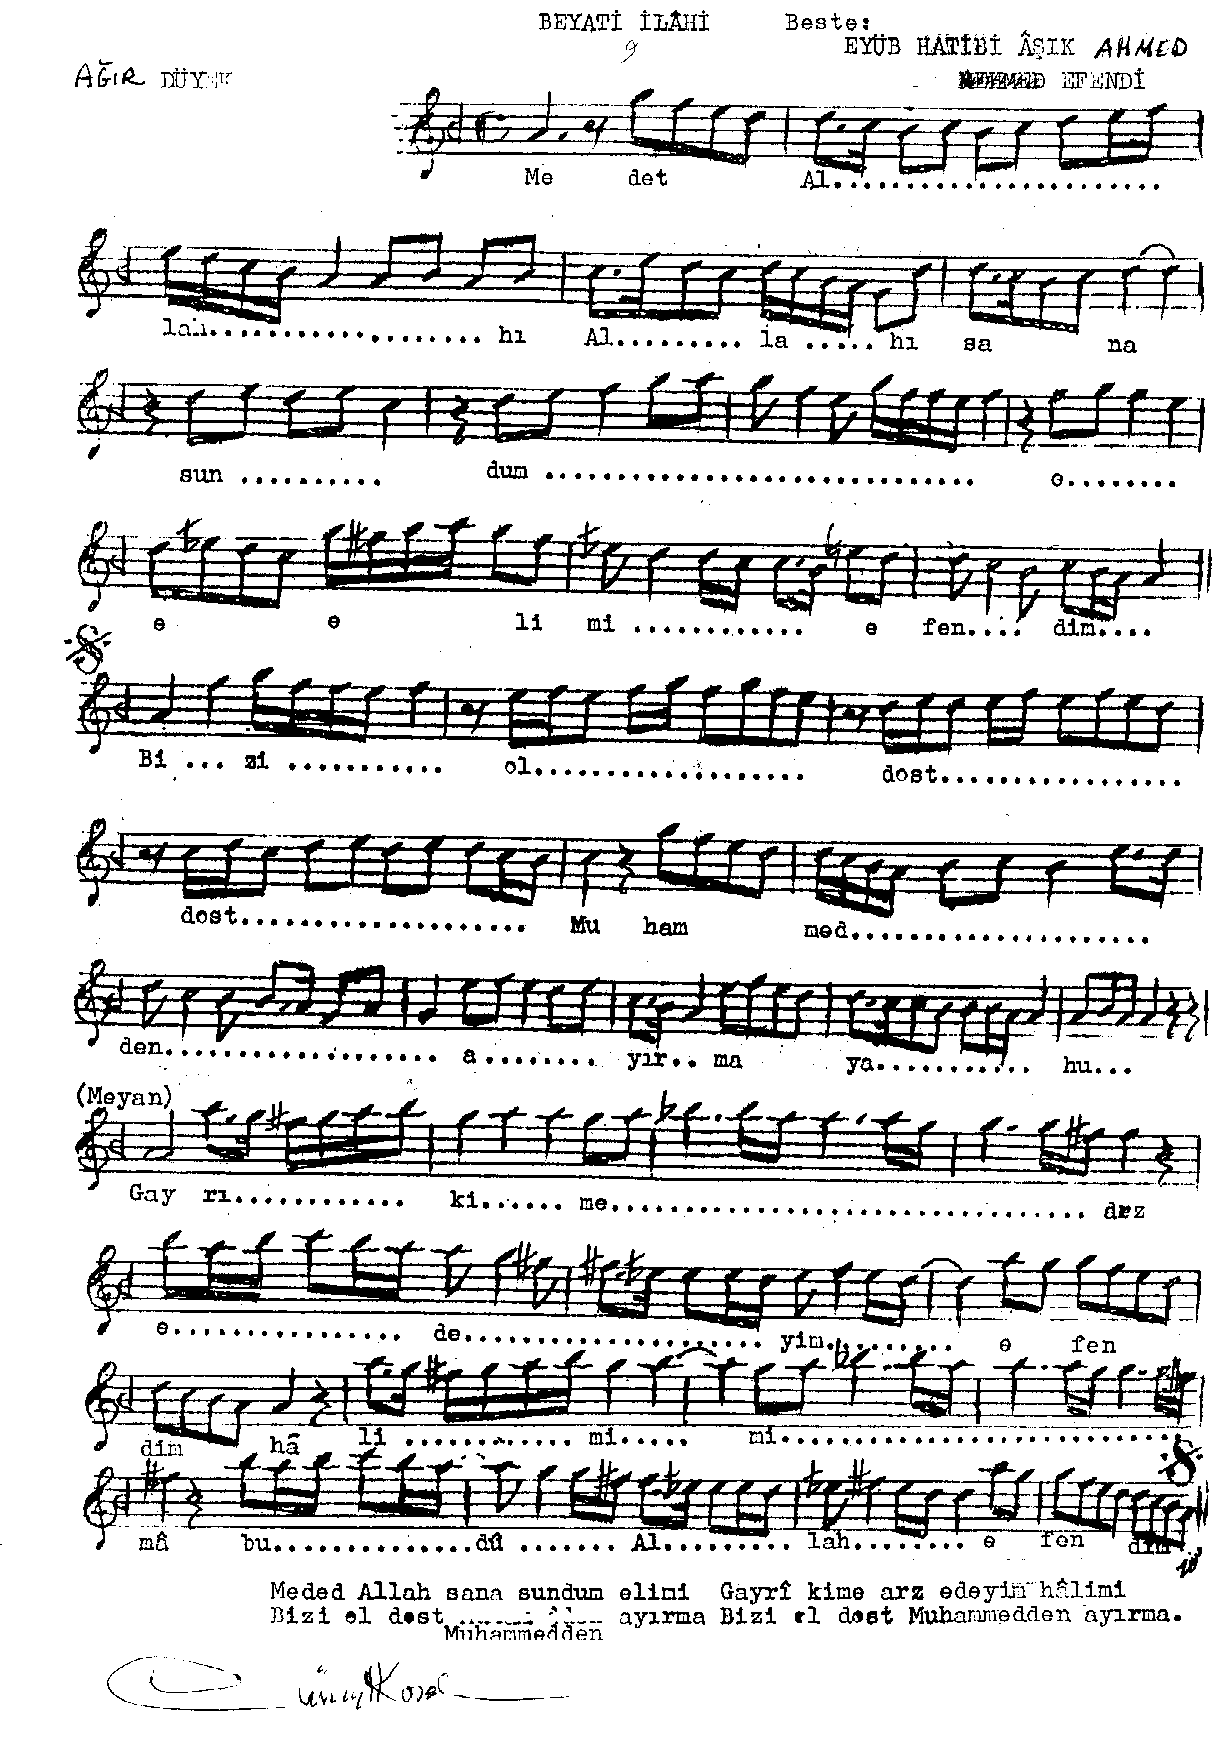 BEYATİ İLÂHİ Beste:
9 EYÜB HATİBİ ÂŞIK AHMED
AĞIR DÜYEK EFENDİ
Me det Al..........................
lah....................... hı Al......... la ..... hı sa na
sun .......... dum ............................. e........
e e li mi ............ e fen.... dim....
Bi ... zi ........... ol.................. dost.................
dost.................... Mu ham med......................
den................... a........ yır.. ma ya........... hu...
(Meyan)
Gay rı............ ki...... me................................. arz
e................ de.................... yim.......... e fen
dim hâ li ............ mi..... mi...........................
mâ bu.............dû ....... Al......... lah........ e fen dim
Meded Allah sana sundum elimi Gayrî kime arz edeyim hâlimi
Bizi el dost ayırma Bizi el dost Muhammedden ayırma.
Muhammedden